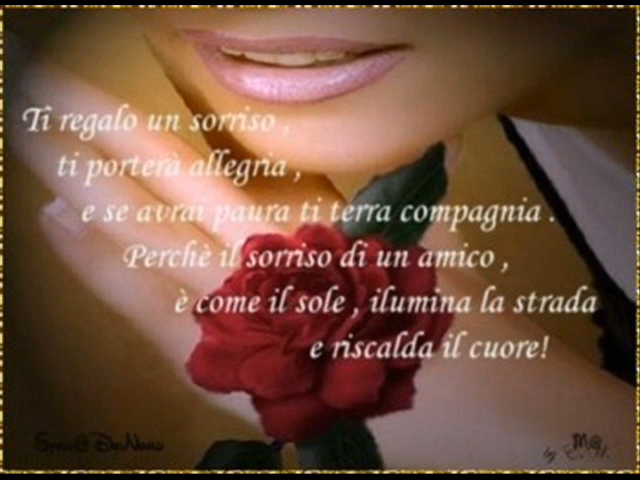 Ti regalo un sorriso ,
ti porterà allegria ,
e se avrai paura ti terra compagnia .
Perchè il sorriso di un amico ,
è come il sole , ilumina la strada
e riscalda il cuore!
M@
by